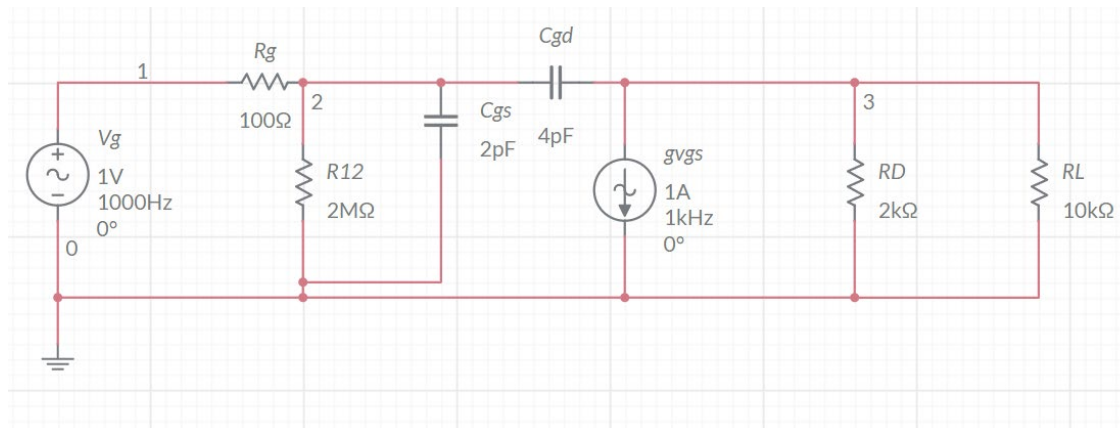 Cgd
Rg
1
2
3
100Ω
Cgs
2pF
4pF
Vg
1V
1000Hz
0°
0
R12
2MΩ
gvgs
1A
1kHz
0°
RD
2kΩ
RL
10kΩ